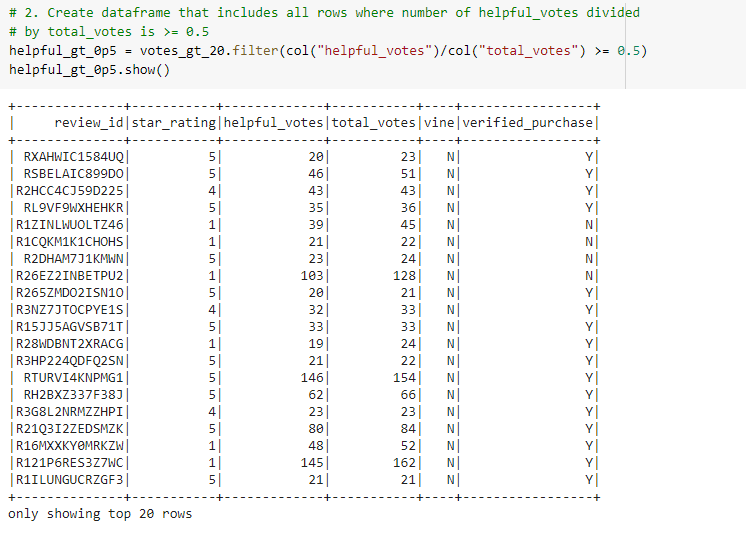 # 2. Create dataframe that includes all rows where number of helpful_votes divided
# by total_votes is >= 0.5
helpful_gt_0p5 = votes_gt_20.filter(col("helpful_votes")/col("total_votes") >= 0.5)
helpful_gt_0p5.show()
+--------------+-----------+-------------+-----------+----+-----------------+
|     review_id|star_rating|helpful_votes|total_votes|vine|verified_purchase|
+--------------+-----------+-------------+-----------+----+-----------------+
| RXAHWIC1584UQ|          5|           20|         23|   N|                Y|
| RSBELAIC899DO|          5|           46|         51|   N|                Y|
|R2HCC4CJ59D225|          4|           43|         43|   N|                Y|
| RL9VF9WXHEHKR|          5|           35|         36|   N|                Y|
|R1ZINLWUOLTZ46|          1|           39|         45|   N|                N|
|R1CQKM1K1CHOHS|          1|           21|         22|   N|                N|
| R2DHAM7J1KMWN|          5|           23|         24|   N|                N|
|R26EZ2INBETPU2|          1|          103|        128|   N|                N|
|R265ZMDO2ISN1O|          5|           20|         21|   N|                Y|
|R3NZ7JTOCPYE1S|          4|           32|         33|   N|                Y|
|R15JJ5AGVSB71T|          5|           33|         33|   N|                Y|
|R28WDBNT2XRACG|          1|           19|         24|   N|                Y|
|R3HP224QDFQ2SN|          5|           21|         22|   N|                Y|
| RTURVI4KNPMG1|          5|          146|        154|   N|                Y|
| RH2BXZ337F38J|          5|           62|         66|   N|                Y|
|R3G8L2NRMZZHPI|          4|           23|         23|   N|                Y|
|R21Q3I2ZEDSMZK|          5|           80|         84|   N|                Y|
|R16MXXKY0MRKZW|          1|           48|         52|   N|                Y|
|R121P6RES3Z7WC|          1|          145|        162|   N|                Y|
|R1ILUNGUCRZGF3|          5|           21|         21|   N|                Y|
+--------------+-----------+-------------+-----------+----+-----------------+
only showing top 20 rows